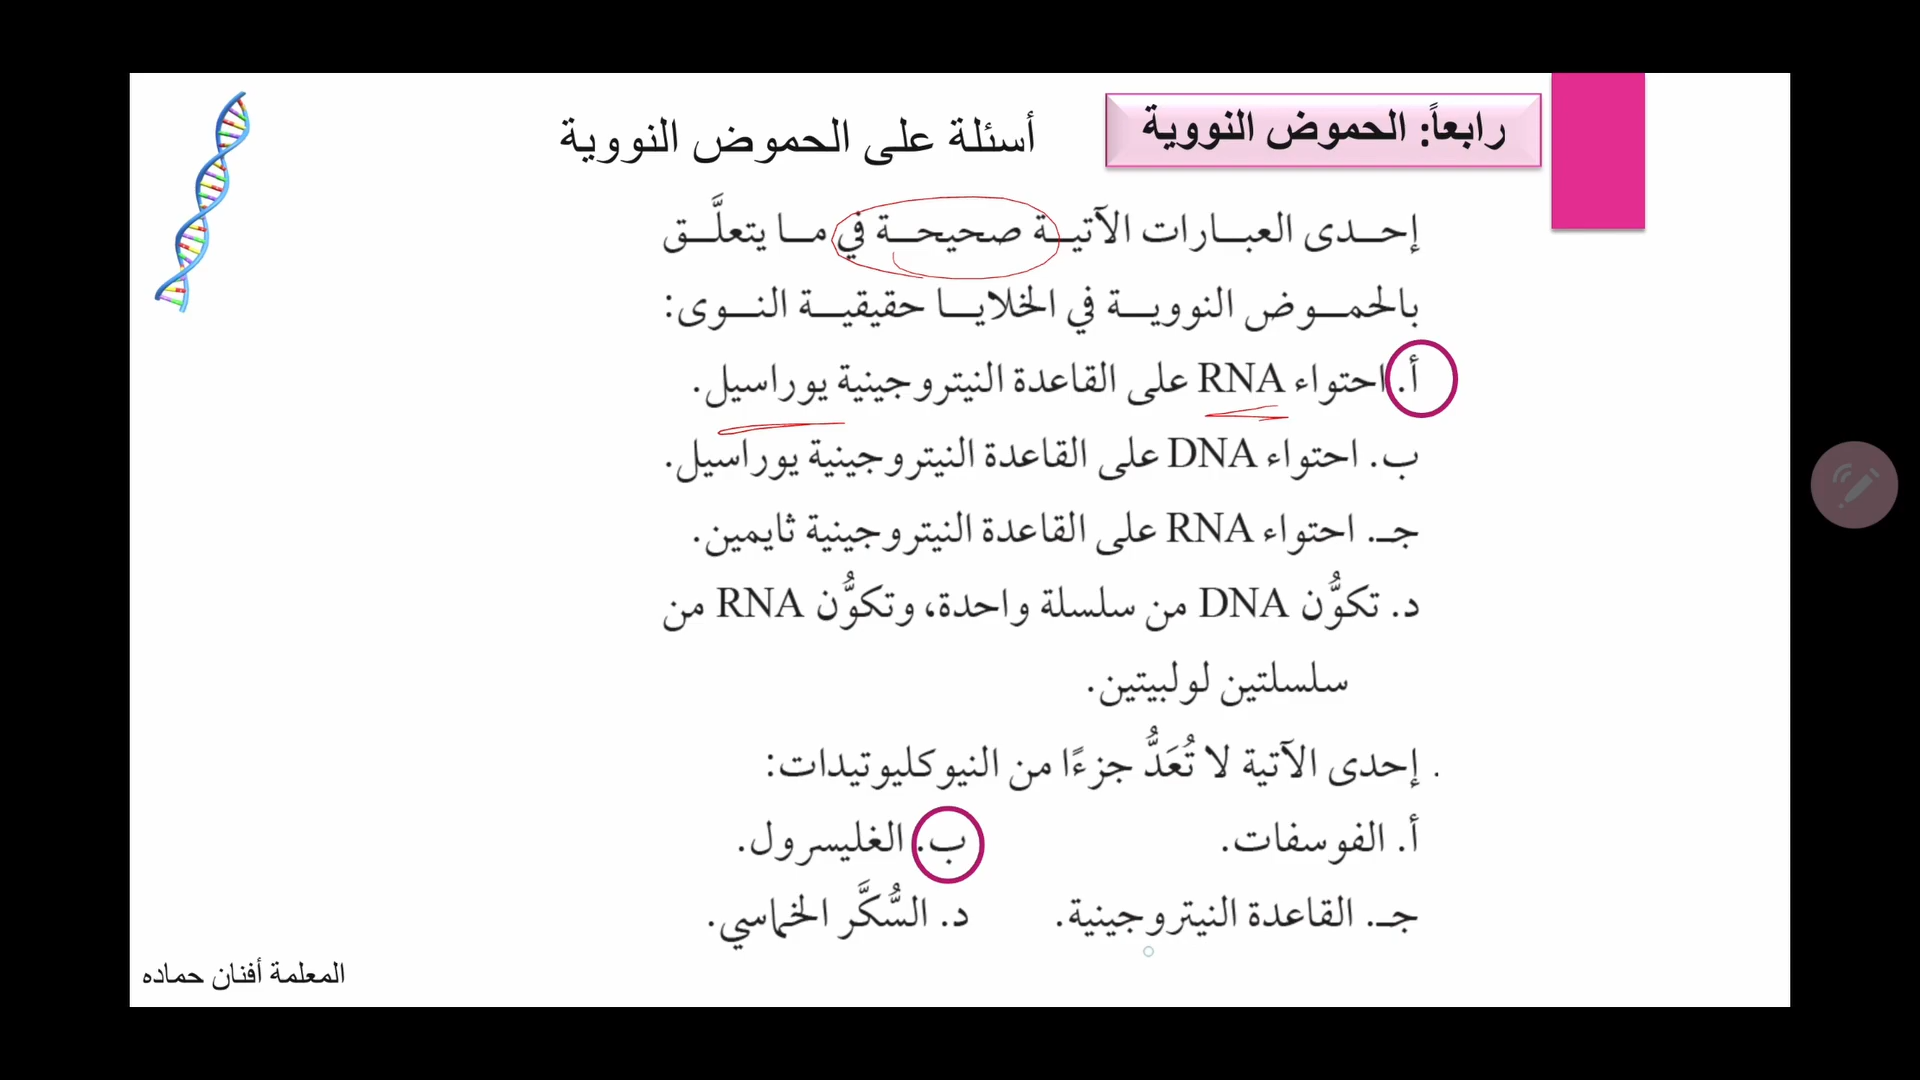 رابعاً: الحموض النووية
أسئلة على الحموض النووية
إحدى العبارات الآتية صحيحة في ما يتعلَّق
بالحموض النووية في الخلايا حقيقية النوى:
أ. احتواء RNA على القاعدة النيتروجينية يوراسيل.
ب. احتواء DNA على القاعدة النيتروجينية يوراسيل.
جـ. احتواء RNA على القاعدة النيتروجينية ثايمين.
د. تكوُّن DNA من سلسلة واحدة، وتكوُّن RNA من
سلسلتين لولبيتين.
. إحدى الآتية لا تُعَدُّ جزءًا من النيوكليوتيدات:
أ. الفوسفات. ب. الغليسرول.
جـ. القاعدة النيتروجينية. د. السُّكَّر الخماسي.
المعلمة أفنان حماده